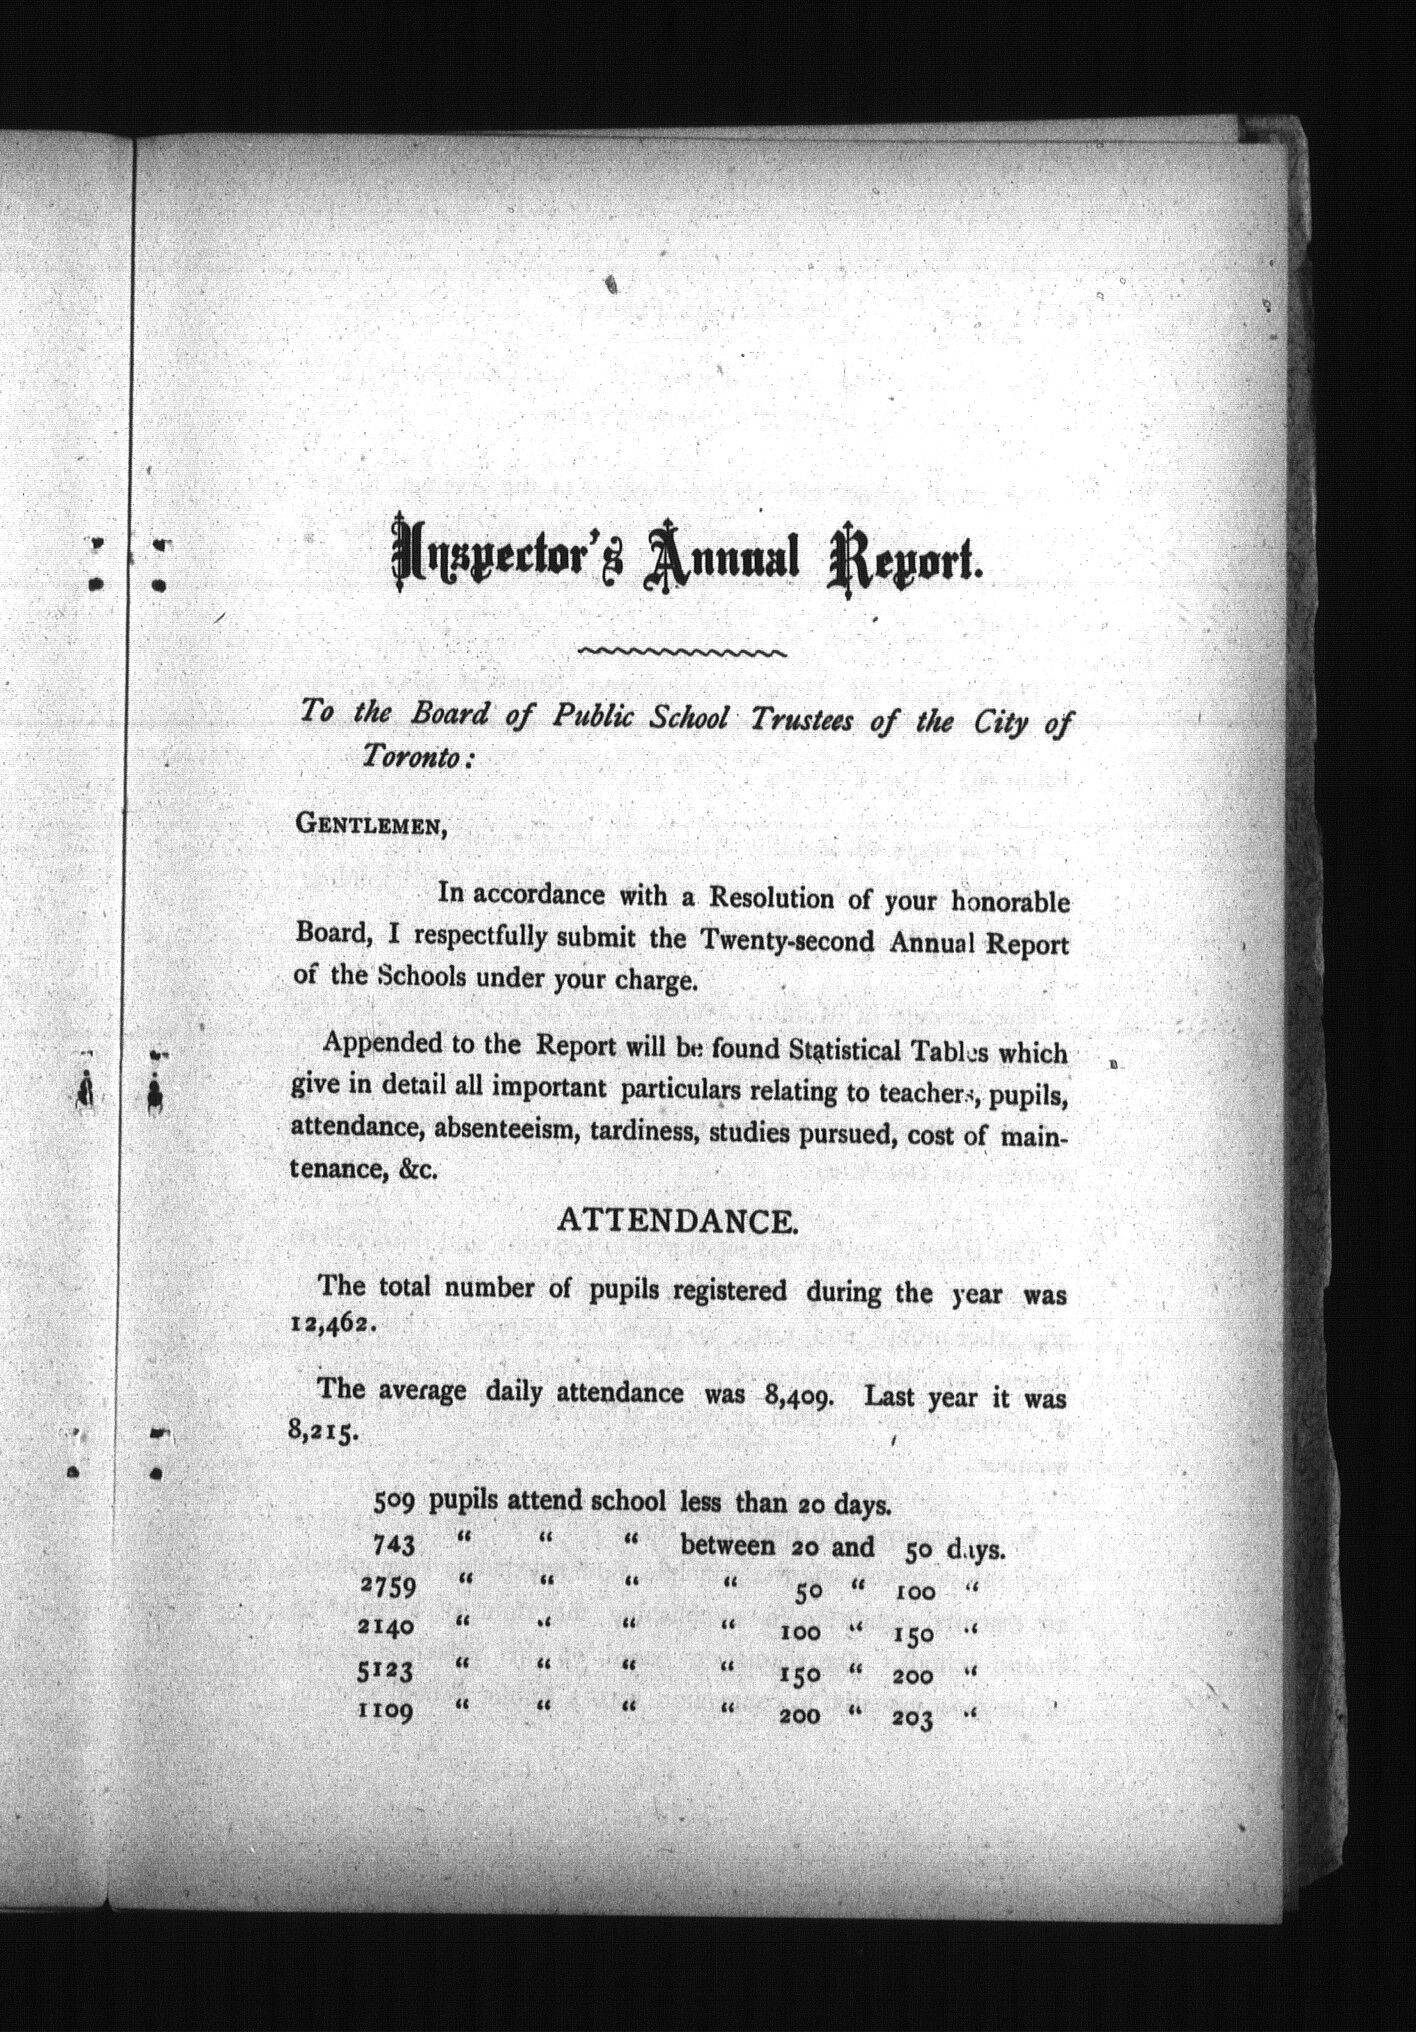 Inspector's Annual Report.
To the Board of Public School Trustees of the City of
Toronto:
GENTLEMEN,
In accordance with a Resolution of your honorable
Board, I respectfully submit the Twenty-second Annual Report
of the Schools under your charge.
Appended to the Report will be found Statistical Tables which
give in detail all important particulars relating to teachers, pupils,
attendance, absenteeism, tardiness, studies pursued, cost of main-
tenance, &c.
ATTENDANCE.
The total number of pupils registered during the year was
12,462.
The average daily attendance was 8,409. Last year it was
8,215.
509 pupils attend school less than 20 days.
743 “ “ “ between 20 and 50 days.
2759 “ “ “ “ 50 “ 100 “
2140 “ “ “ “ 100 “ 150 “
5123 “ “ “ “ 150 “ 200 “
1109 “ “ “ “ 200 “ 203 “